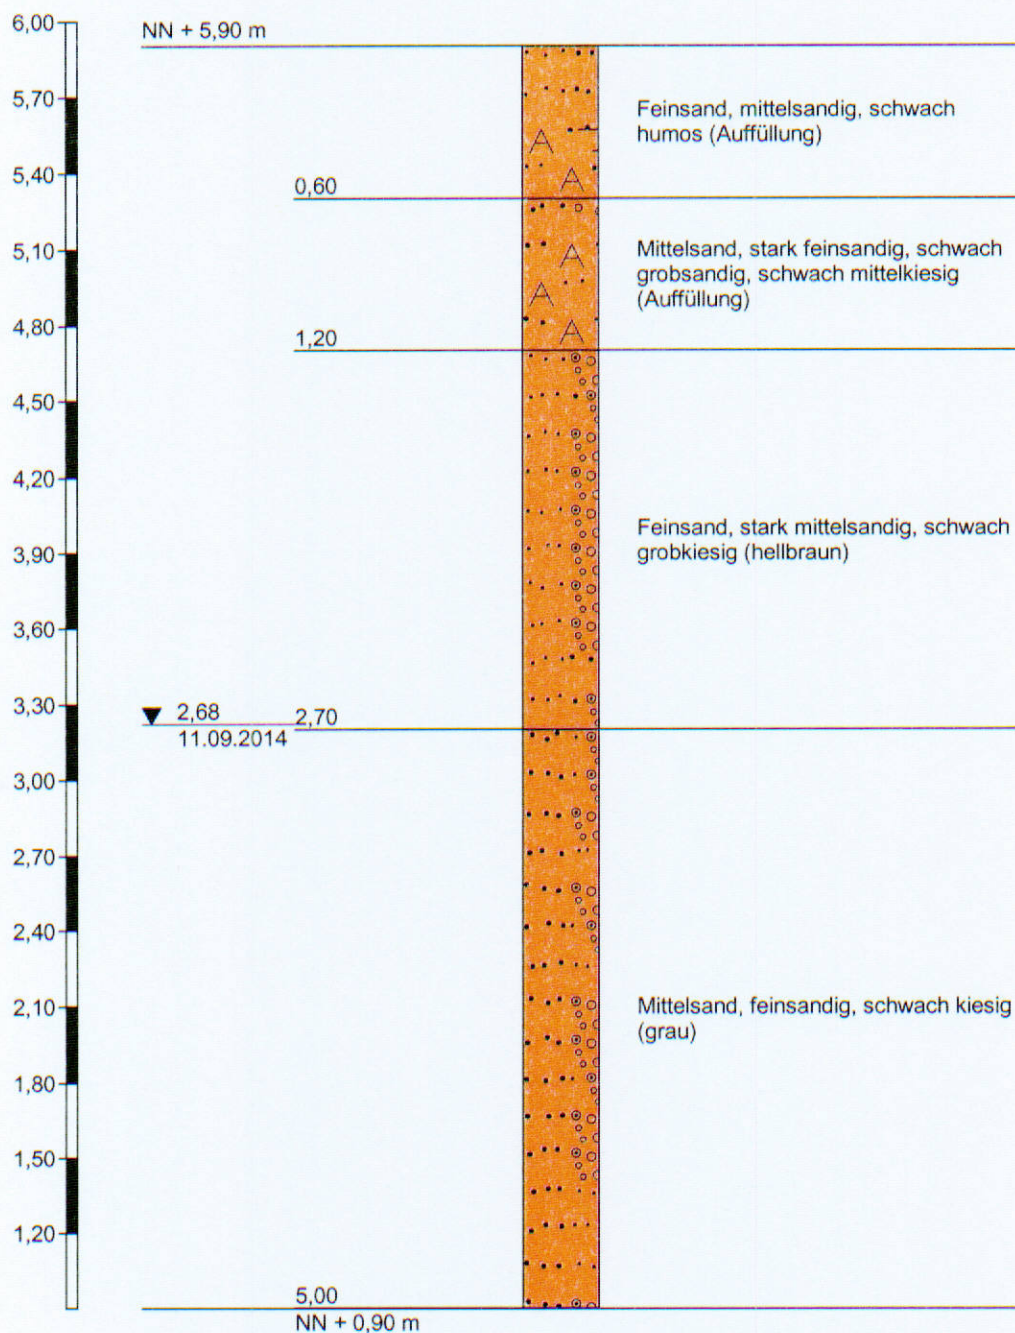 6,00
NN + 5,90 m
5,70
Feinsand, mittelsandig, schwach
humos (Auffüllung)
A
5,40
A
0,60
5,10
Mittelsand, stark feinsandig, schwach
grobsandig, schwach mittelkiesig
(Auffüllung)
A
A
4,80
A
1,20
4,50
4,20
Feinsand, stark mittelsandig, schwach
grobkiesig (hellbraun)
3,90
3,60
3,30
2,68
2,70
11.09.2014
3,00
2,70
2,40
2,10
Mittelsand, feinsandig, schwach kiesig
(grau)
1,80
1,50
1,20
5,00
NN + 0,90 m